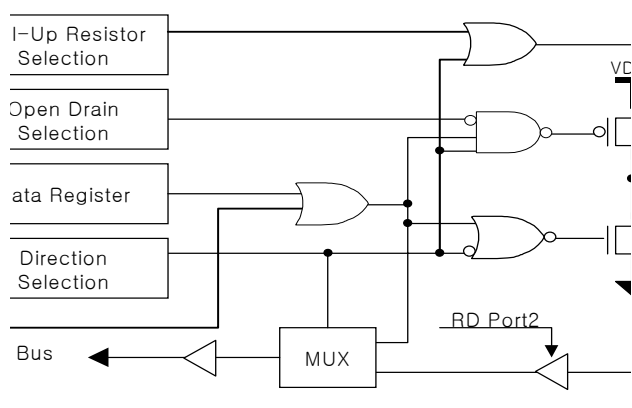 l-Up Resistor
Selection
Open Drain
Selection
ata Register
Direction
Selection
VD
RD Port2
Bus
MUX